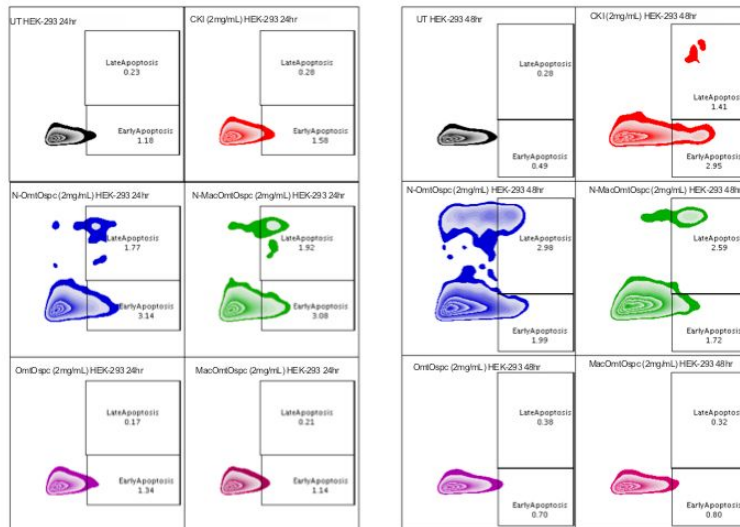 UT HEK-293 24hr
LateApoptosis
0.23
EarlyApoptosis
1.18
CKI (2mg/mL) HEK-293 24hr
LateApoptosis
0.28
EarlyApoptosis
1.58
UT HEK-293 48hr
LateApoptosis
0.28
EarlyApoptosis
0.49
CKI (2mg/mL) HEK-293 48hr
LateApoptosis
1.41
EarlyApoptosis
2.95
N-OmtOspc (2mg/mL) HEK-293 24hr
LateApoptosis
1.77
EarlyApoptosis
3.14
N-MacOmtOspc (2mg/mL) HEK-293 24hr
LateApoptosis
1.92
EarlyApoptosis
3.08
N-OmtOspc (2mg/mL) HEK-293 48hr
LateApoptosis
2.98
EarlyApoptosis
1.99
N-MacOmtOspc (2mg/mL) HEK-293 48hr
LateApoptosis
2.59
EarlyApoptosis
1.72
OmtOspc (2mg/mL) HEK-293 24hr
LateApoptosis
0.17
EarlyApoptosis
1.34
MacOmtOspc (2mg/mL) HEK-293 24hr
LateApoptosis
0.21
EarlyApoptosis
1.14
OmtOspc (2mg/mL) HEK-293 48hr
LateApoptosis
0.38
EarlyApoptosis
0.70
MacOmtOspc (2mg/mL) HEK-293 48hr
LateApoptosis
0.32
EarlyApoptosis
0.80